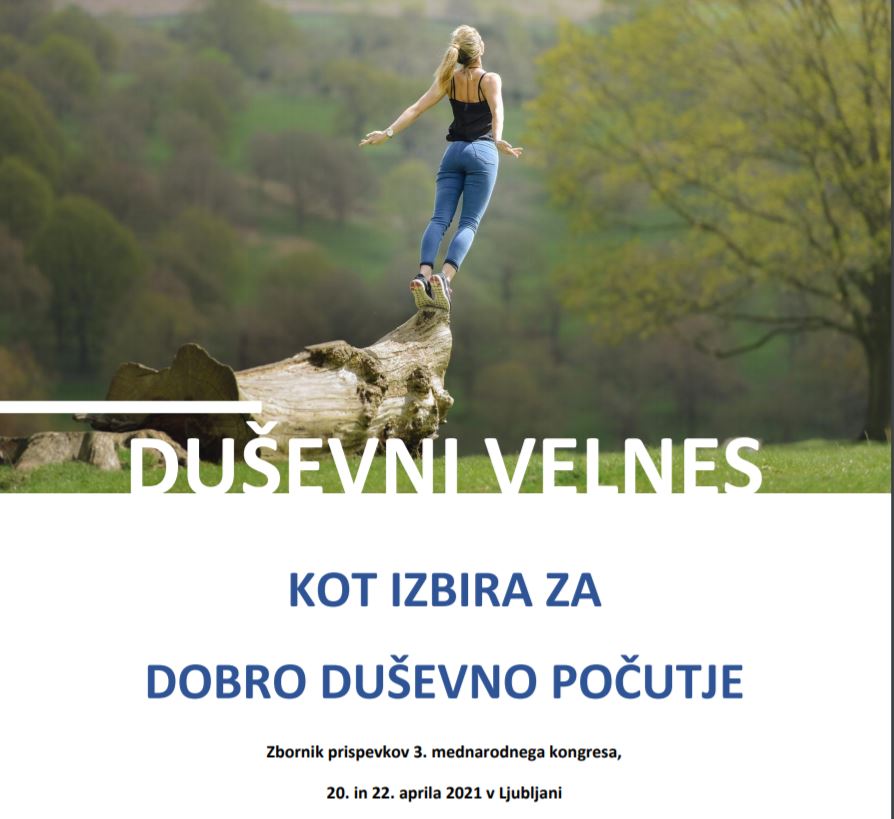 DUŠEVNI VELNES
KOT IZBIRA ZA
DOBRO DUŠEVNO POČUTJE
Zbornik prispevkov 3. mednarodnega kongresa,
20. in 22. aprila 2021 v Ljubljani